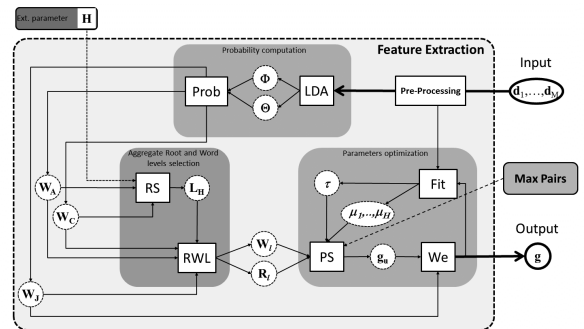 Ext. parameter H
Probability computation
Feature Extraction
Input
Prob
Φ
Θ
LDA
Pre-Processing
d1,…,dM
Aggregate Root and Word
levels selection
Parameters optimization
WA
RS
LH
τ
Fit
Max Pairs
WC
μ1,..,μH
Output
RWL
Wl
Rl
PS
gu
We
g
WJ